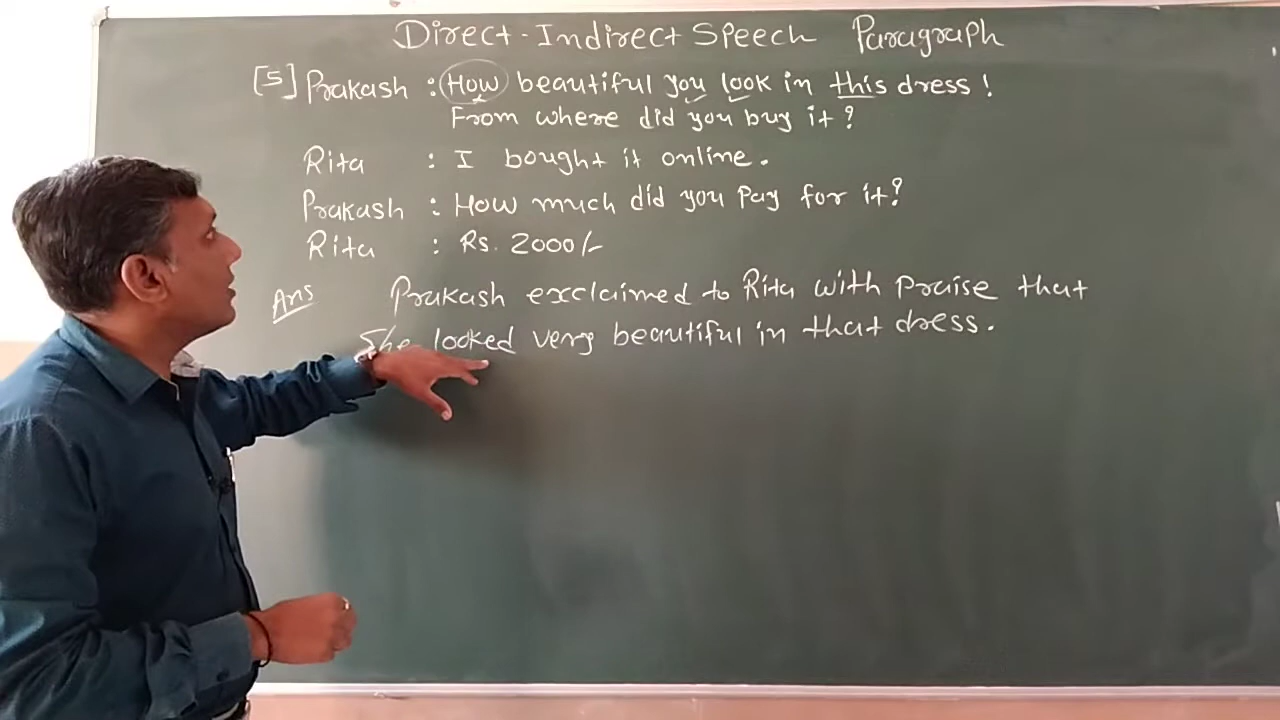 Direct-Indirect Speech Paragraph
[5] Prakash : How beautiful you look in this dress!
From where did you buy it?
Rita : I bought it online.
Prakash : How much did you pay for it?
Rita : Rs. 2000/-
Ans Prakash exclaimed to Rita with praise that
She looked very beautiful in that dress.